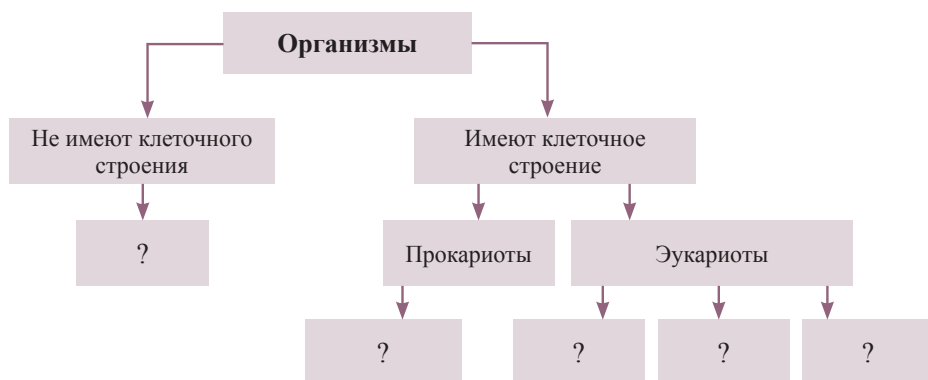 Организмы
Не имеют клеточного
строения
Имеют клеточное
строение
?
Прокариоты
Эукариоты
?
?
?
?